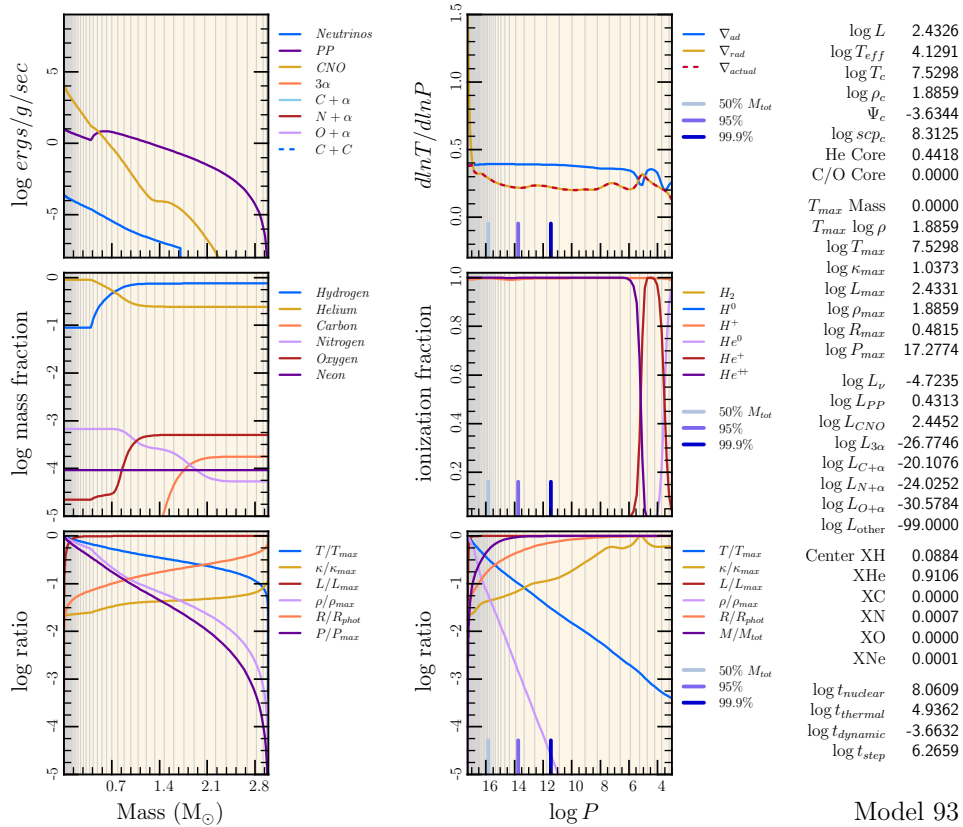 log ergs/g/sec
5
0
-5
Neutrinos
PP
CNO
3α
C + α
N + α
O + α
C + C
dlnT/dlnP
1.5
1.0
0.5
0.0
∇ad
∇rad
∇actual
50% Mtot
95%
99.9%
log mass fraction
0
-1
-2
-3
-4
-5
Hydrogen
Helium
Carbon
Nitrogen
Oxygen
Neon
ionization fraction
1.0
0.8
0.6
0.4
0.2
H2
H0
H+
He0
He+
He++
50% Mtot
95%
99.9%
log ratio
0
-1
-2
-3
-4
-5
0.7
1.4
2.1
2.8
Mass (M⊙)
T/Tmax
κ/κmax
L/Lmax
ρ/ρmax
R/Rphot
P/Pmax
log ratio
0
-1
-2
-3
-4
-5
16
14
12
10
8
6
4
log P
T/Tmax
κ/κmax
L/Lmax
ρ/ρmax
R/Rphot
M/Mtot
50% Mtot
95%
99.9%
log L 2.4326
log Teff 4.1291
log Tc 7.5298
log ρc 1.8859
Ψc -3.6344
log scpc 8.3125
He Core 0.4418
C/O Core 0.0000
Tmax Mass 0.0000
Tmax log ρ 1.8859
log Tmax 7.5298
log κmax 1.0373
log Lmax 2.4331
log ρmax 1.8859
log Rmax 0.4815
log Pmax 17.2774
log Lν -4.7235
log LPP 0.4313
log LCNO 2.4452
log L3α -26.7746
log LC+α -20.1076
log LN+α -24.0252
log LO+α -30.5784
log Lother -99.0000
Center XH 0.0884
XHe 0.9106
XC 0.0000
XN 0.0007
XO 0.0000
XNe 0.0001
log tnuclear 8.0609
log tthermal 4.9362
log tdynamic -3.6632
log tstep 6.2659
Model 93